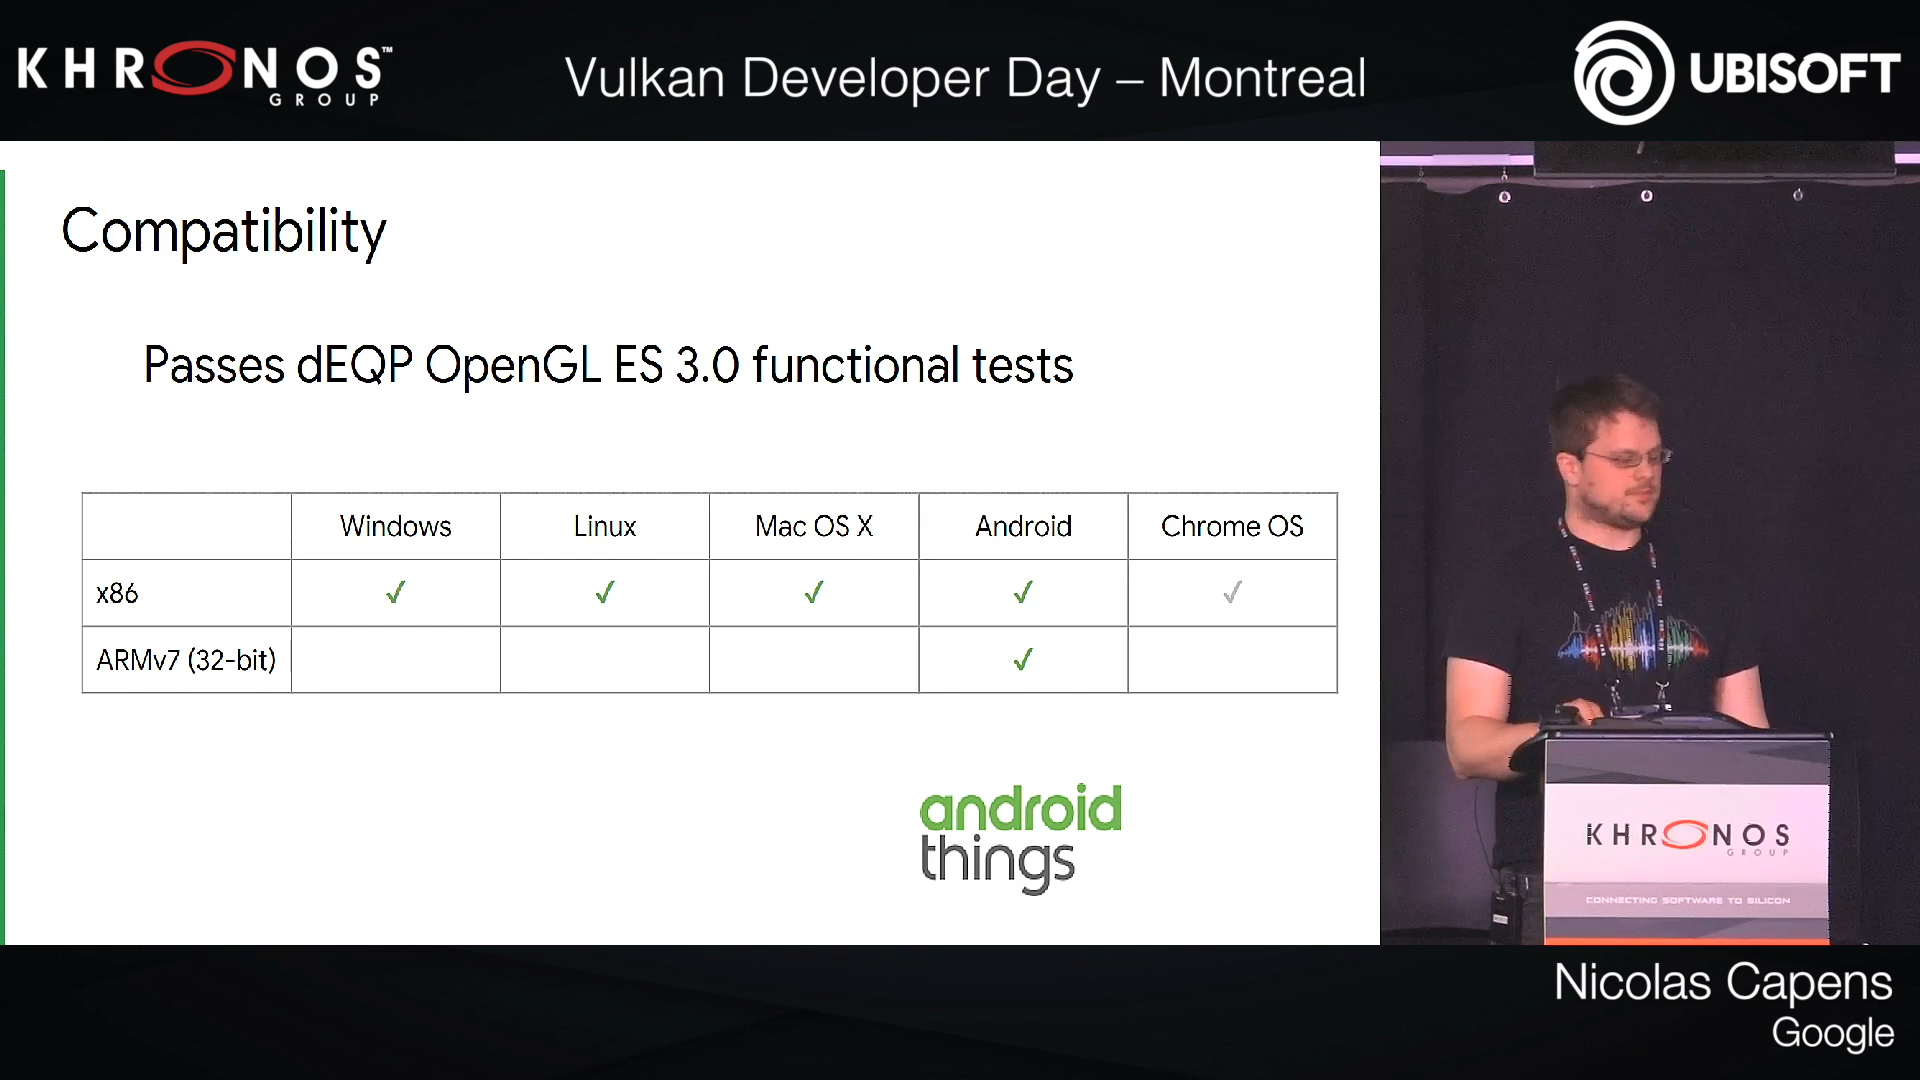 KHRONOS™
GROUP
Vulkan Developer Day – Montreal
UBISOFT
Compatibility
Passes dEQP OpenGL ES 3.0 functional tests
Windows Linux Mac OS X Android Chrome OS
x86 ✓ ✓ ✓ ✓ ✓
ARMv7 (32-bit) ✓
android
things
KHRONOS
GROUP
CONNECTING SOFTWARE TO SILICON
Nicolas Capens
Google